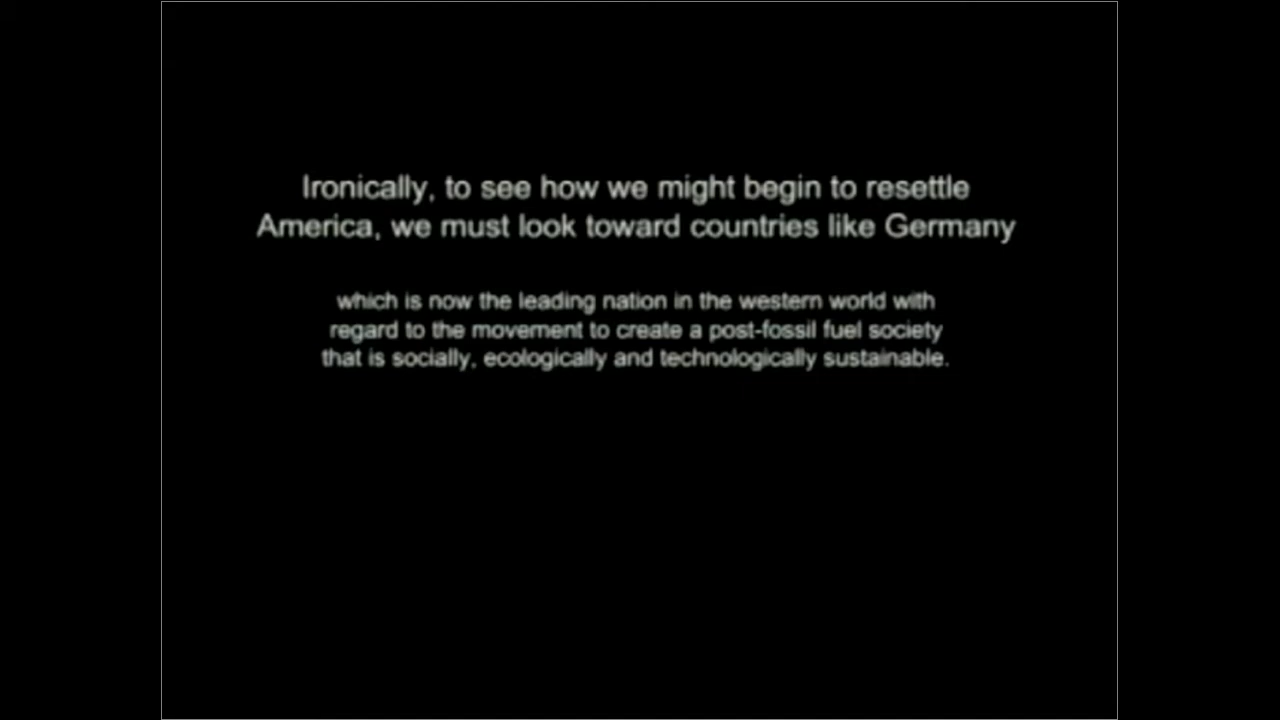 Ironically, to see how we might begin to resettle
America, we must look toward countries like Germany
which is now the leading nation in the western world with
regard to the movement to create a post-fossil fuel society
that is socially, ecologically and technologically sustainable.